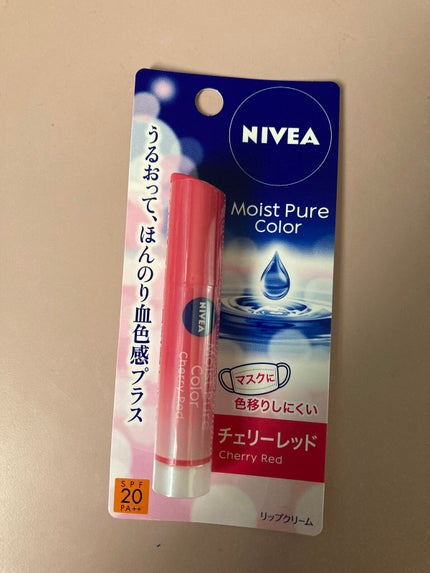 うるおって、ほんのり血色感プラス
NIVEA
Moist Pure
Color
マスクに
色移りしにくい
チェリーレッド
Cherry Red
リップクリーム
NIVEA
Moist Pure
Color
Cherry Red
SPF
20
PA++